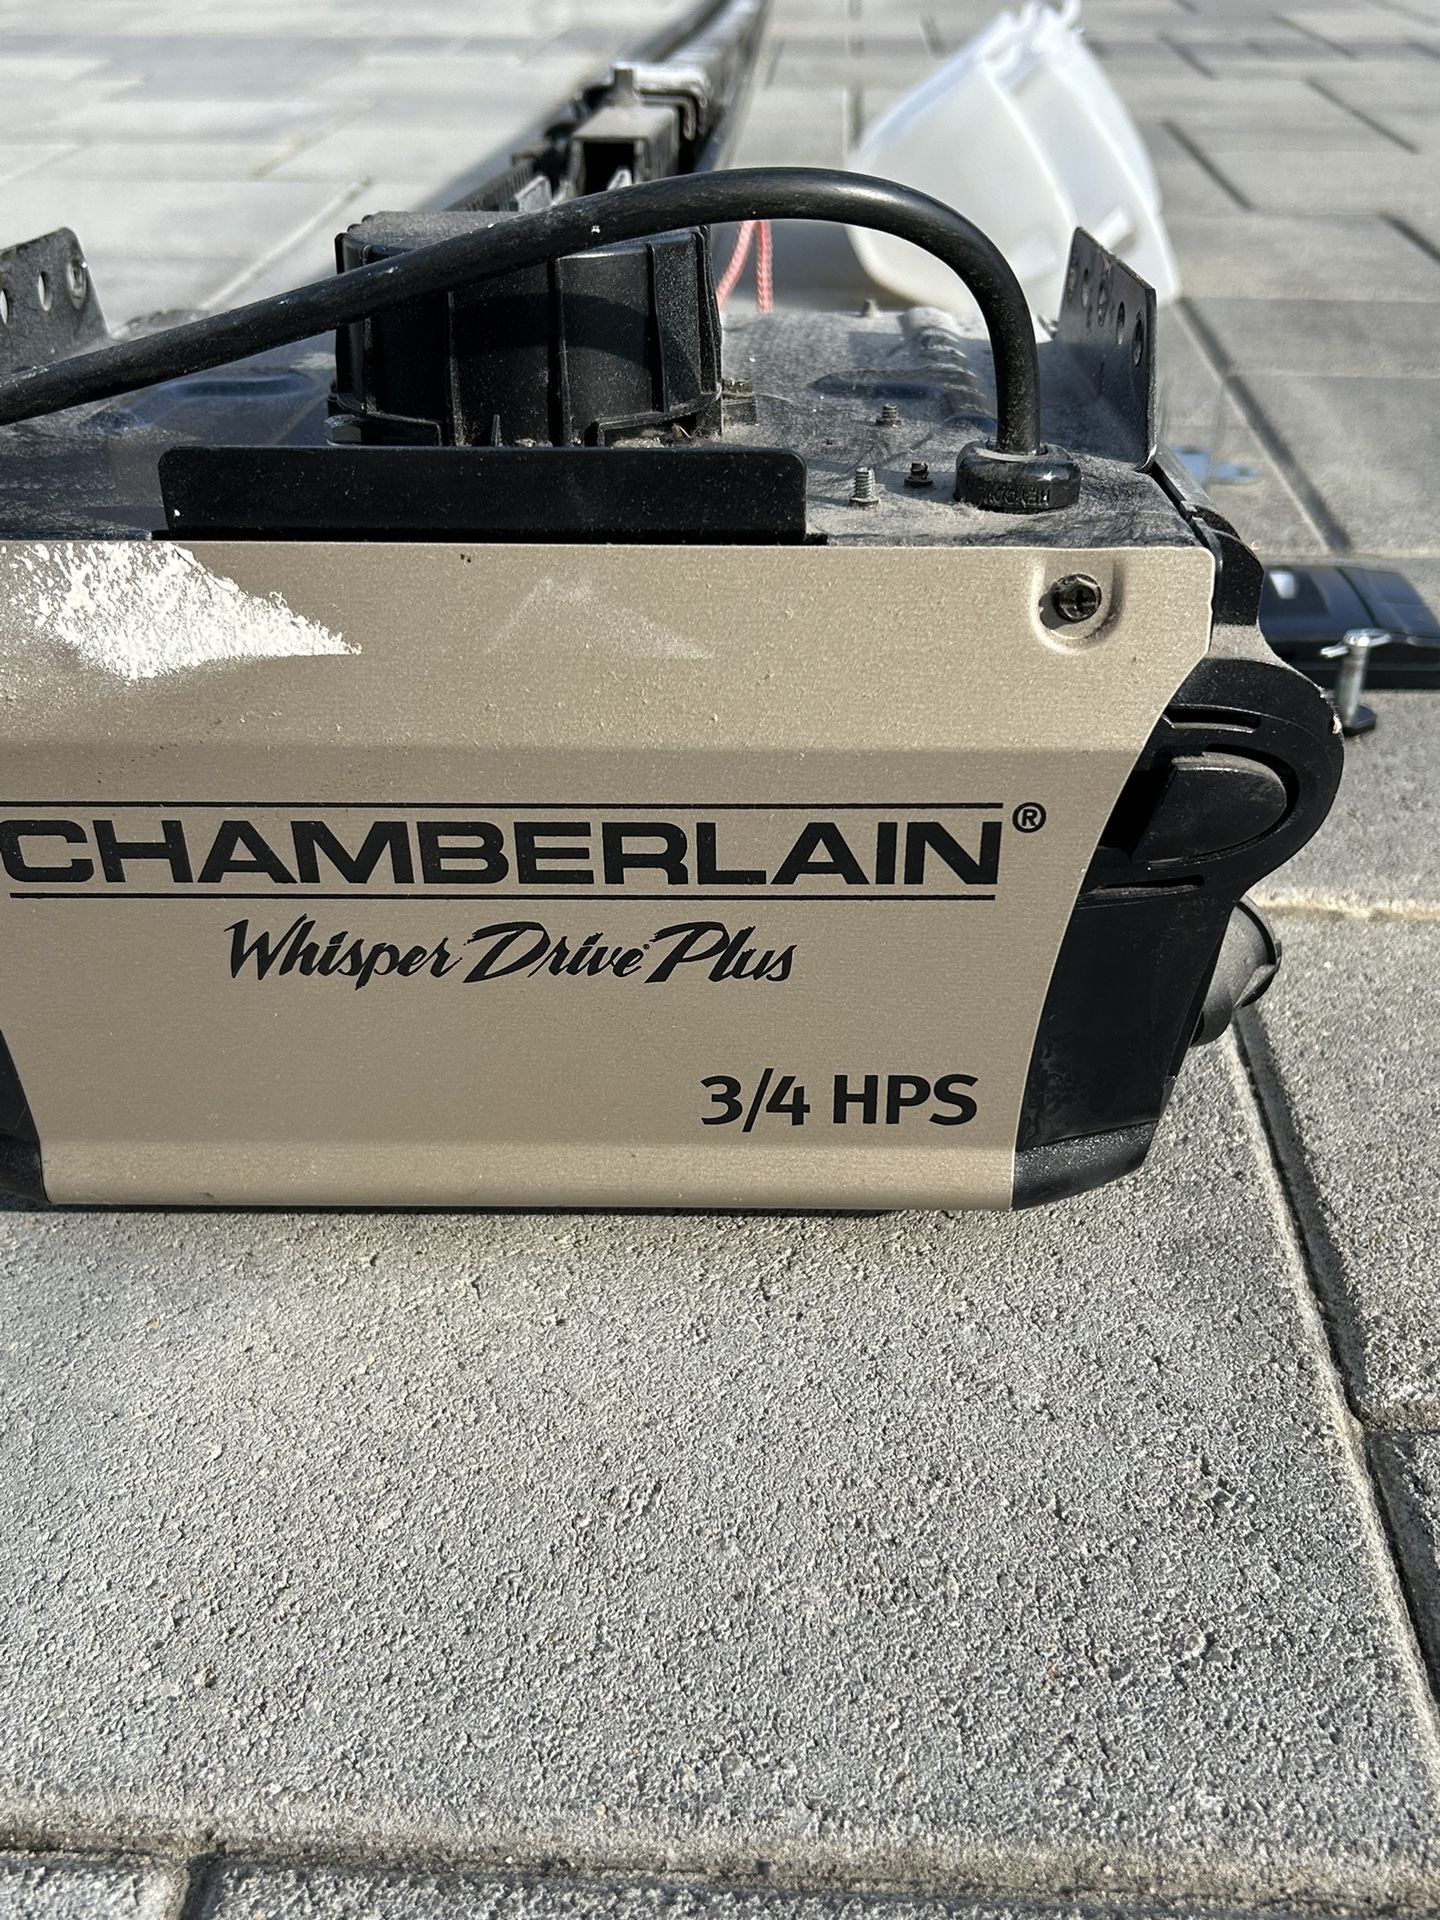 CHAMBERLAIN®
Whisper Drive® Plus
3/4 HPS